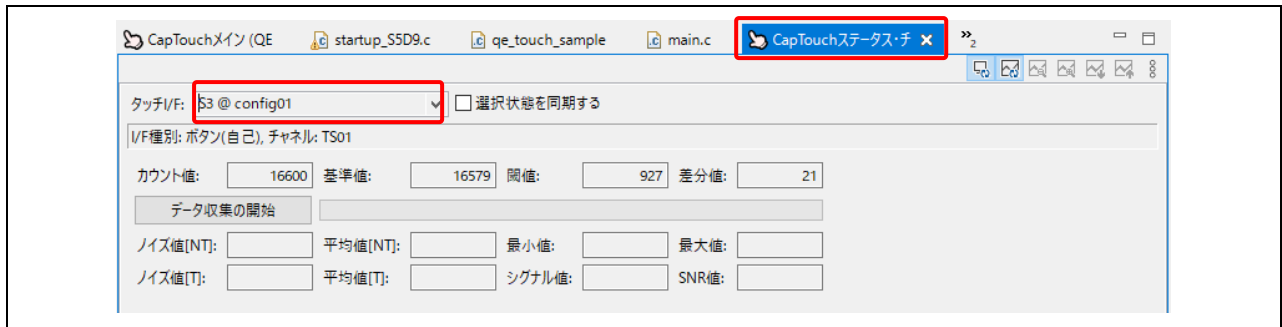 CapTouchメイン (QE startup_S5D9.c qe_touch_sample main.c CapTouchステータス・チ »2
タッチI/F: S3 @ config01 選択状態を同期する
I/F種別: ボタン(自己), チャネル: TS01
カウント値: 16600 基準値: 16579 閾値: 927 差分値: 21
データ収集の開始
ノイズ値[NT]: 平均値[NT]: 最小値: 最大値:
ノイズ値[T]: 平均値[T]: シグナル値: SNR値: